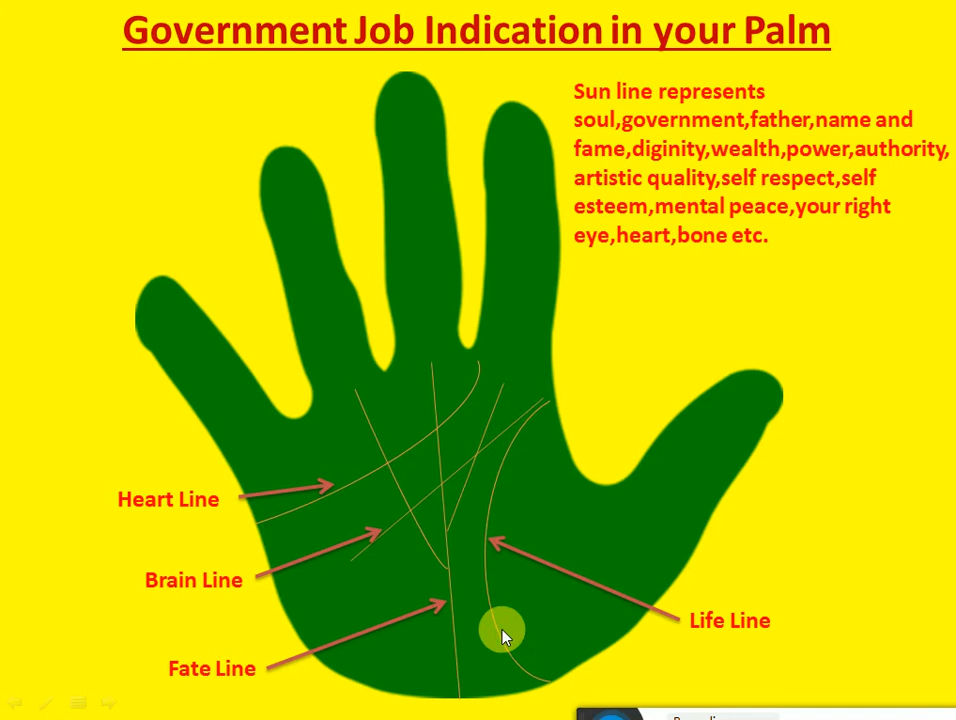 Government Job Indication in your Palm
Sun line represents
soul,government,father,name and
fame,diginity,wealth,power,authority,
artistic quality,self respect,self
esteem,mental peace,your right
eye,heart,bone etc.
Heart Line
Brain Line
Life Line
Fate Line